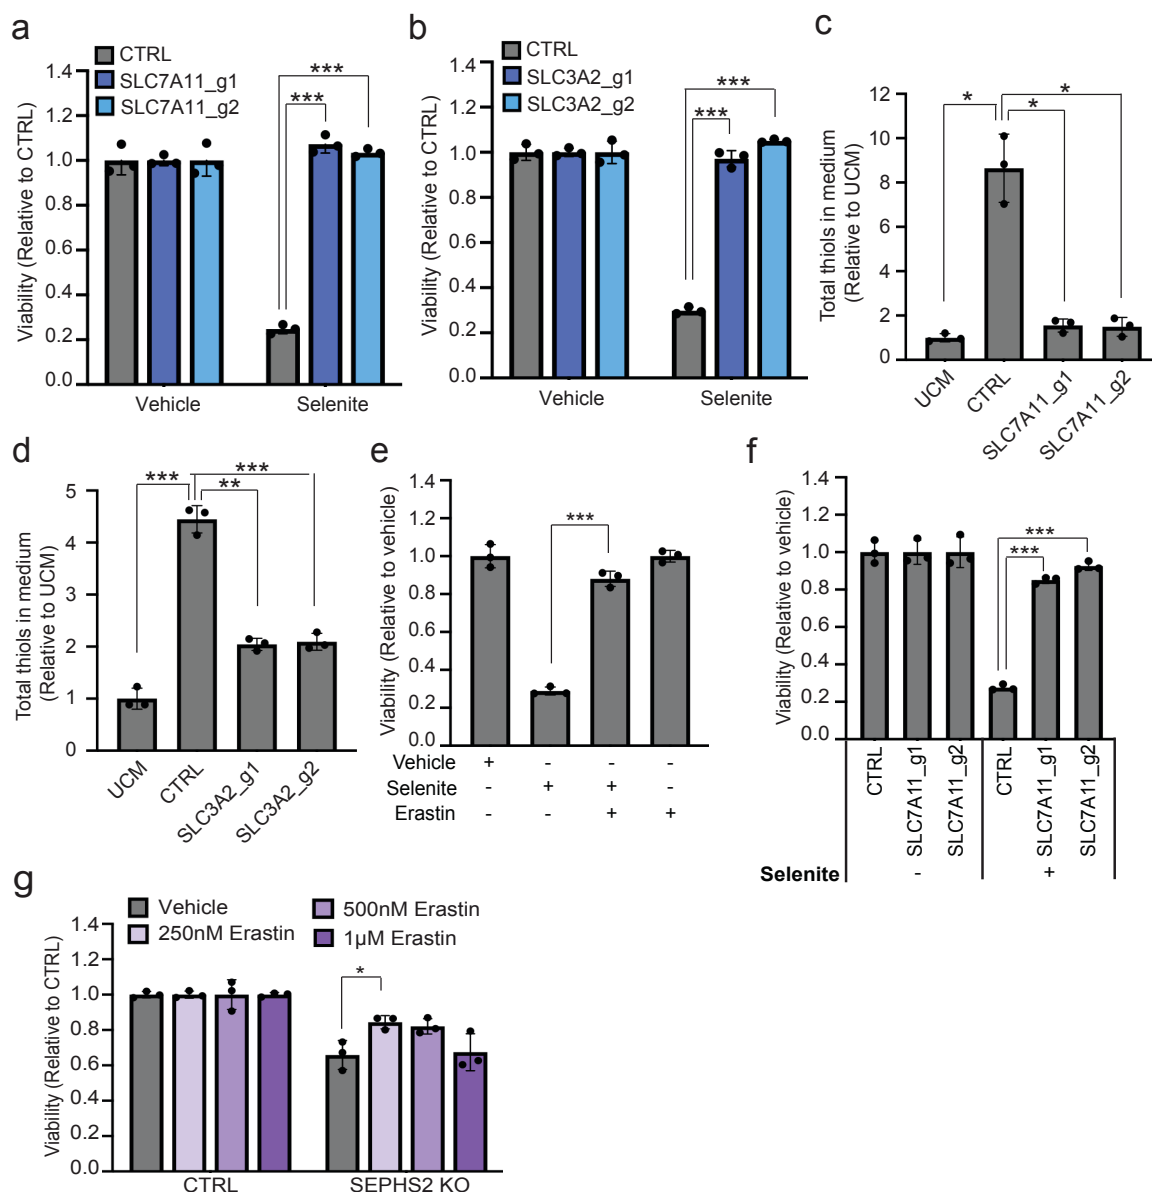 a
CTRL
SLC7A11_g1
SLC7A11_g2
Viability (Relative to CTRL)
1.4
1.2
1.0
0.8
0.6
0.4
0.2
0.0
***
***
Vehicle
Selenite
b
CTRL
SLC3A2_g1
SLC3A2_g2
Viability (Relative to CTRL)
1.4
1.2
1.0
0.8
0.6
0.4
0.2
0.0
***
***
Vehicle
Selenite
c
Total thiols in medium
(Relative to UCM)
12
10
8
6
4
2
0
*
*
*
UCM
CTRL
SLC7A11_g1
SLC7A11_g2
d
Total thiols in medium
(Relative to UCM)
5
4
3
2
1
0
***
***
**
UCM
CTRL
SLC3A2_g1
SLC3A2_g2
e
Viability (Relative to vehicle)
1.4
1.2
1.0
0.8
0.6
0.4
0.2
0.0
***
Vehicle + - - -
Selenite - + + -
Erastin - - + +
f
Viability (Relative to vehicle)
1.4
1.2
1.0
0.8
0.6
0.4
0.2
0.0
***
***
CTRL
SLC7A11_g1
SLC7A11_g2
CTRL
SLC7A11_g1
SLC7A11_g2
Selenite - +
g
Vehicle
250nM Erastin
500nM Erastin
1µM Erastin
Viability (Relative to CTRL)
1.4
1.2
1.0
0.8
0.6
0.4
0.2
0.0
*
CTRL
SEPHS2 KO